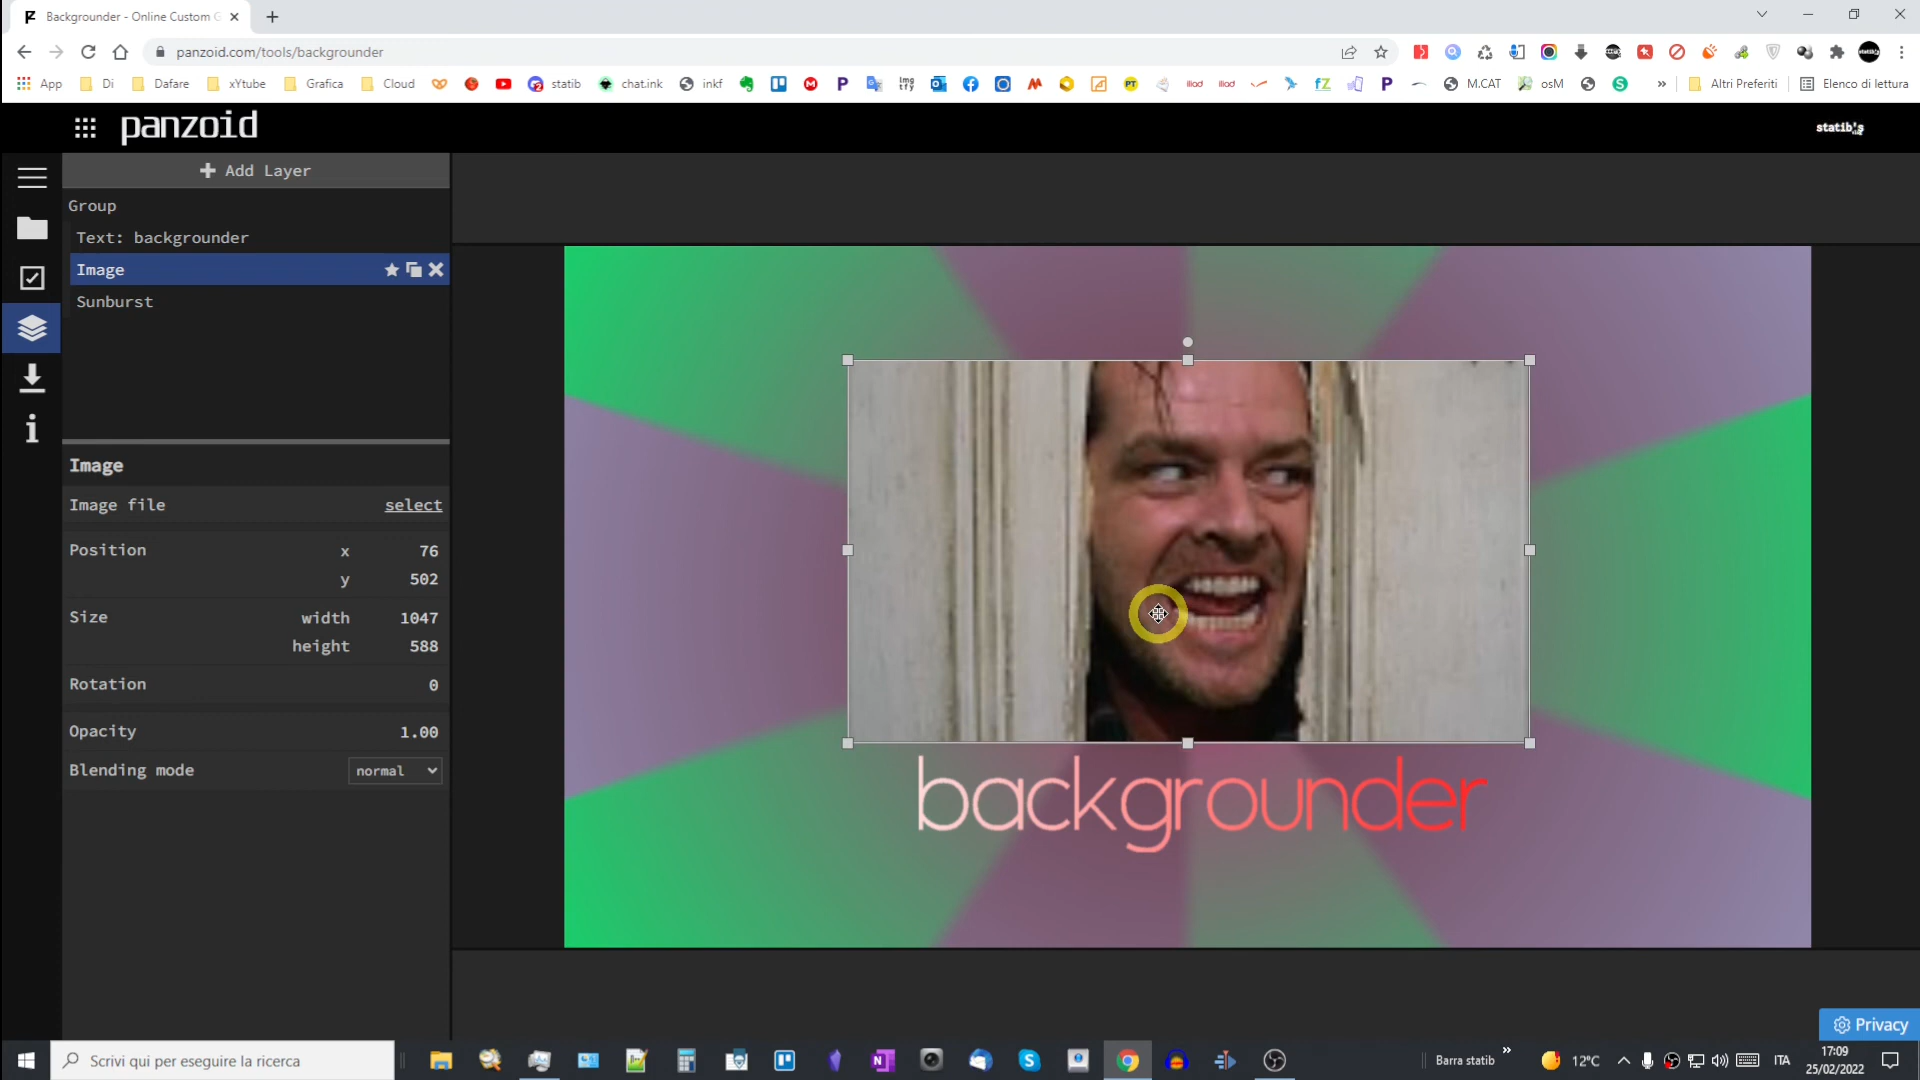 Backgrounder - Online Custom G
panzoid.com/tools/backgrounder
App Di Dafare xYtube Grafica Cloud statib chat.ink inkf M.CAT osM Altri Preferiti Elenco di lettura
panzoid
statib's
Add Layer
Group
Text: backgrounder
Image
Sunburst
Image
Image file select
Position x 76
y 502
Size width 1047
height 588
Rotation 0
Opacity 1.00
Blending mode normal
backgrounder
Privacy
Scrivi qui per eseguire la ricerca
Barra statib
12°C
ITA
17:09
25/02/2022